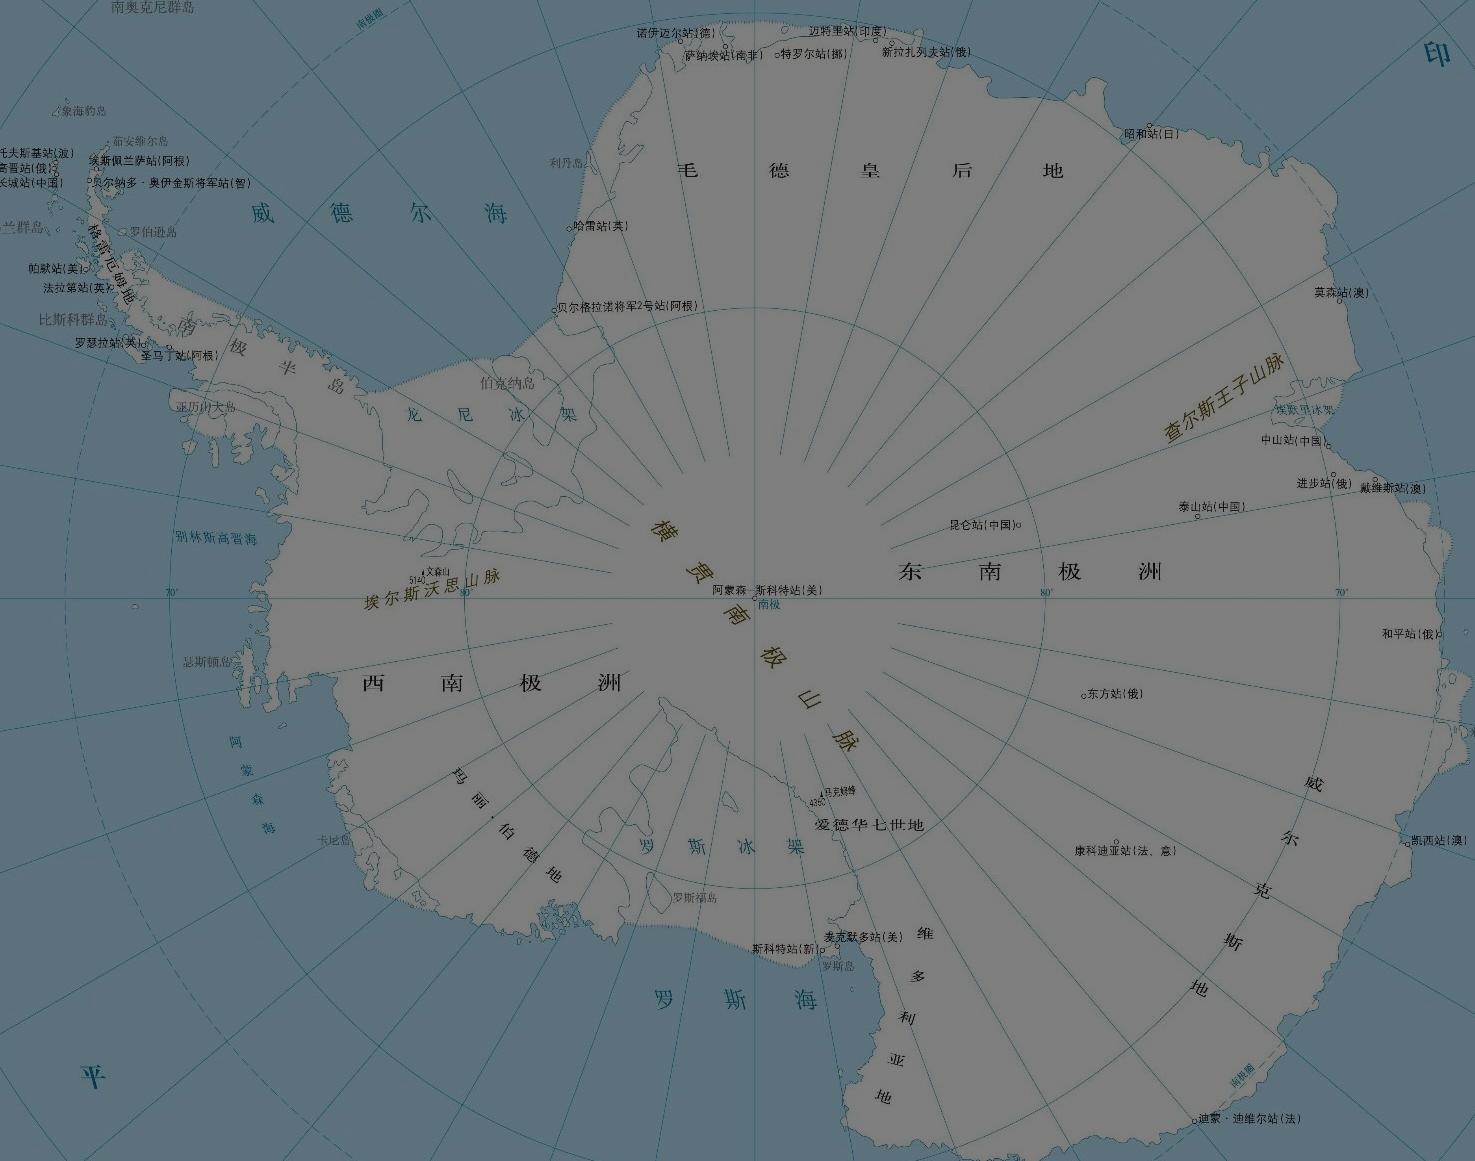 南奥克尼群岛
南极圈
印
诺伊迈尔站(德)
迈特里站(印度)
萨纳埃站(南非)
特罗尔站(挪)
新拉扎列夫站(俄)
象海豹岛
茹安维尔岛
昭和站(日)
托夫斯基站(波)
埃斯佩兰萨站(阿根)
高晋站(俄)
长城站(中国)
贝尔纳多·奥伊金斯将军站(智)
利丹岛
毛德皇后地
威德尔海
兰群岛
罗伯逊岛
哈雷站(英)
格雷厄姆地
帕默站(美)
法拉第站(英)
莫森站(澳)
贝尔格拉诺将军2号站(阿根)
比斯科群岛
南极半岛
罗瑟拉站(英)
圣马丁站(阿根)
查尔斯王子山脉
伯克纳岛
亚历山大岛
龙尼冰架
埃默里冰架
中山站(中国)
进步站(俄)
戴维斯站(澳)
泰山站(中国)
昆仑站(中国)
别林斯高晋海
横贯南极山脉
文森山
5140
埃尔斯沃思山脉
东南极洲
阿蒙森—斯科特站(美)
南极
70°
80°
80°
70°
和平站(俄)
瑟斯顿岛
西南极洲
东方站(俄)
阿蒙森海
玛丽·伯德地
马克姆峰
4350
爱德华七世地
威尔克斯地
卡尼岛
罗斯冰架
康科迪亚站(法、意)
凯西站(澳)
罗斯福岛
麦克默多站(美)
斯科特站(新)
罗斯岛
维多利亚地
罗斯海
平
南极圈
迪蒙·迪维尔站(法)